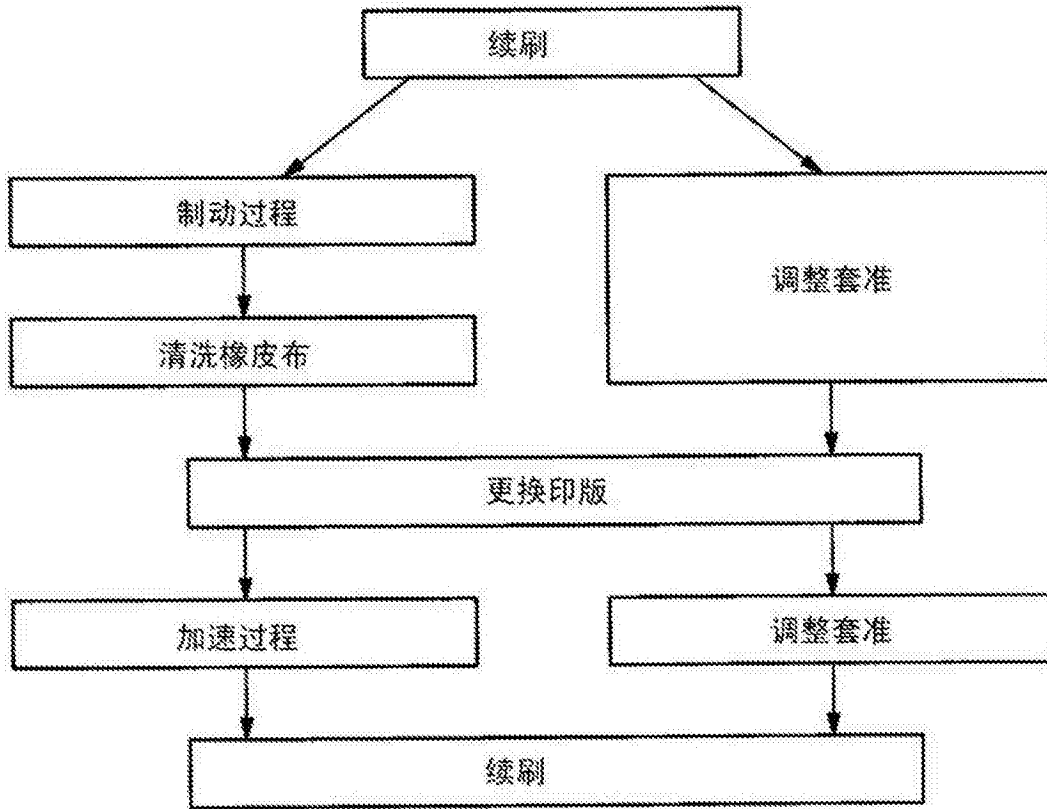 续刷
制动过程
调整套准
清洗橡皮布
更换印版
加速过程
调整套准
续刷